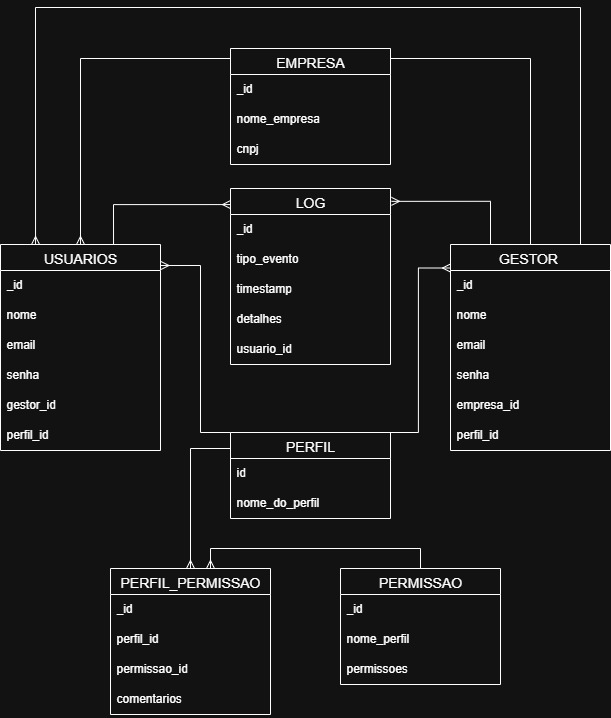 EMPRESA
_id
nome_empresa
cnpj
LOG
_id
tipo_evento
timestamp
detalhes
usuario_id
USUARIOS
_id
nome
email
senha
gestor_id
perfil_id
GESTOR
_id
nome
email
senha
empresa_id
perfil_id
PERFIL
id
nome_do_perfil
PERFIL_PERMISSAO
_id
perfil_id
permissao_id
comentarios
PERMISSAO
_id
nome_perfil
permissoes